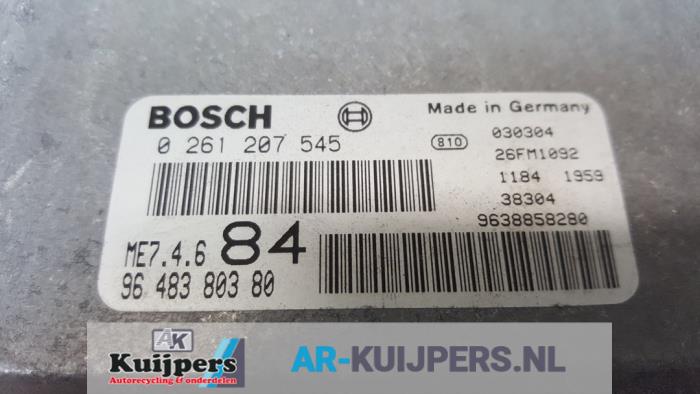 BOSCH
Made in Germany
0 261 207 545
810
030304
26FM1092
1184 1959
38304
9638858280
ME7.4.6 84
96 483 803 80
AK
Kuijpers
Autorecycling & onderdelen
AR-KUIJPERS.NL